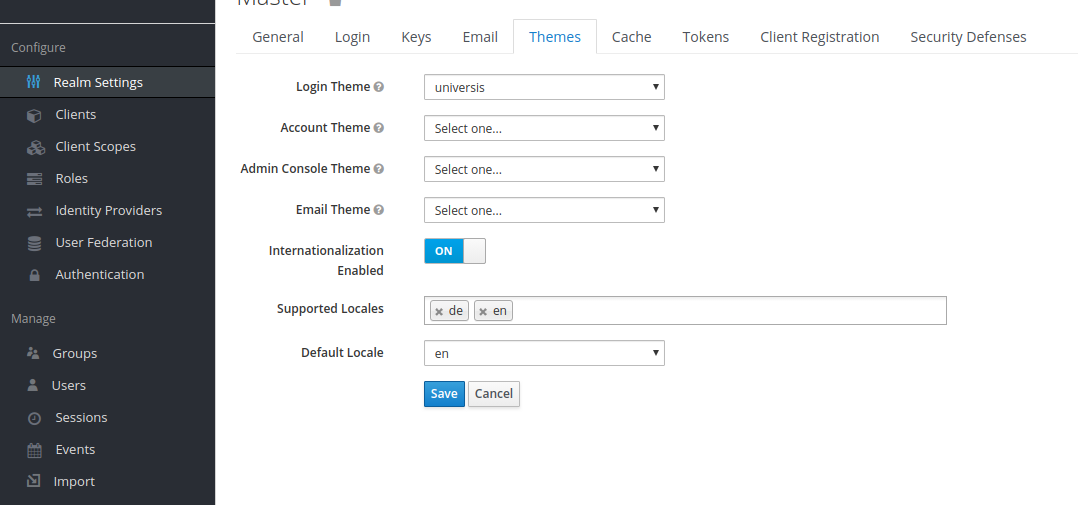 Master
Configure
Realm Settings
Clients
Client Scopes
Roles
Identity Providers
User Federation
Authentication
Manage
Groups
Users
Sessions
Events
Import
General Login Keys Email Themes Cache Tokens Client Registration Security Defenses
Login Theme ? universis
Account Theme ? Select one...
Admin Console Theme ? Select one...
Email Theme ? Select one...
Internationalization
Enabled
ON
Supported Locales × de × en
Default Locale en
Save Cancel